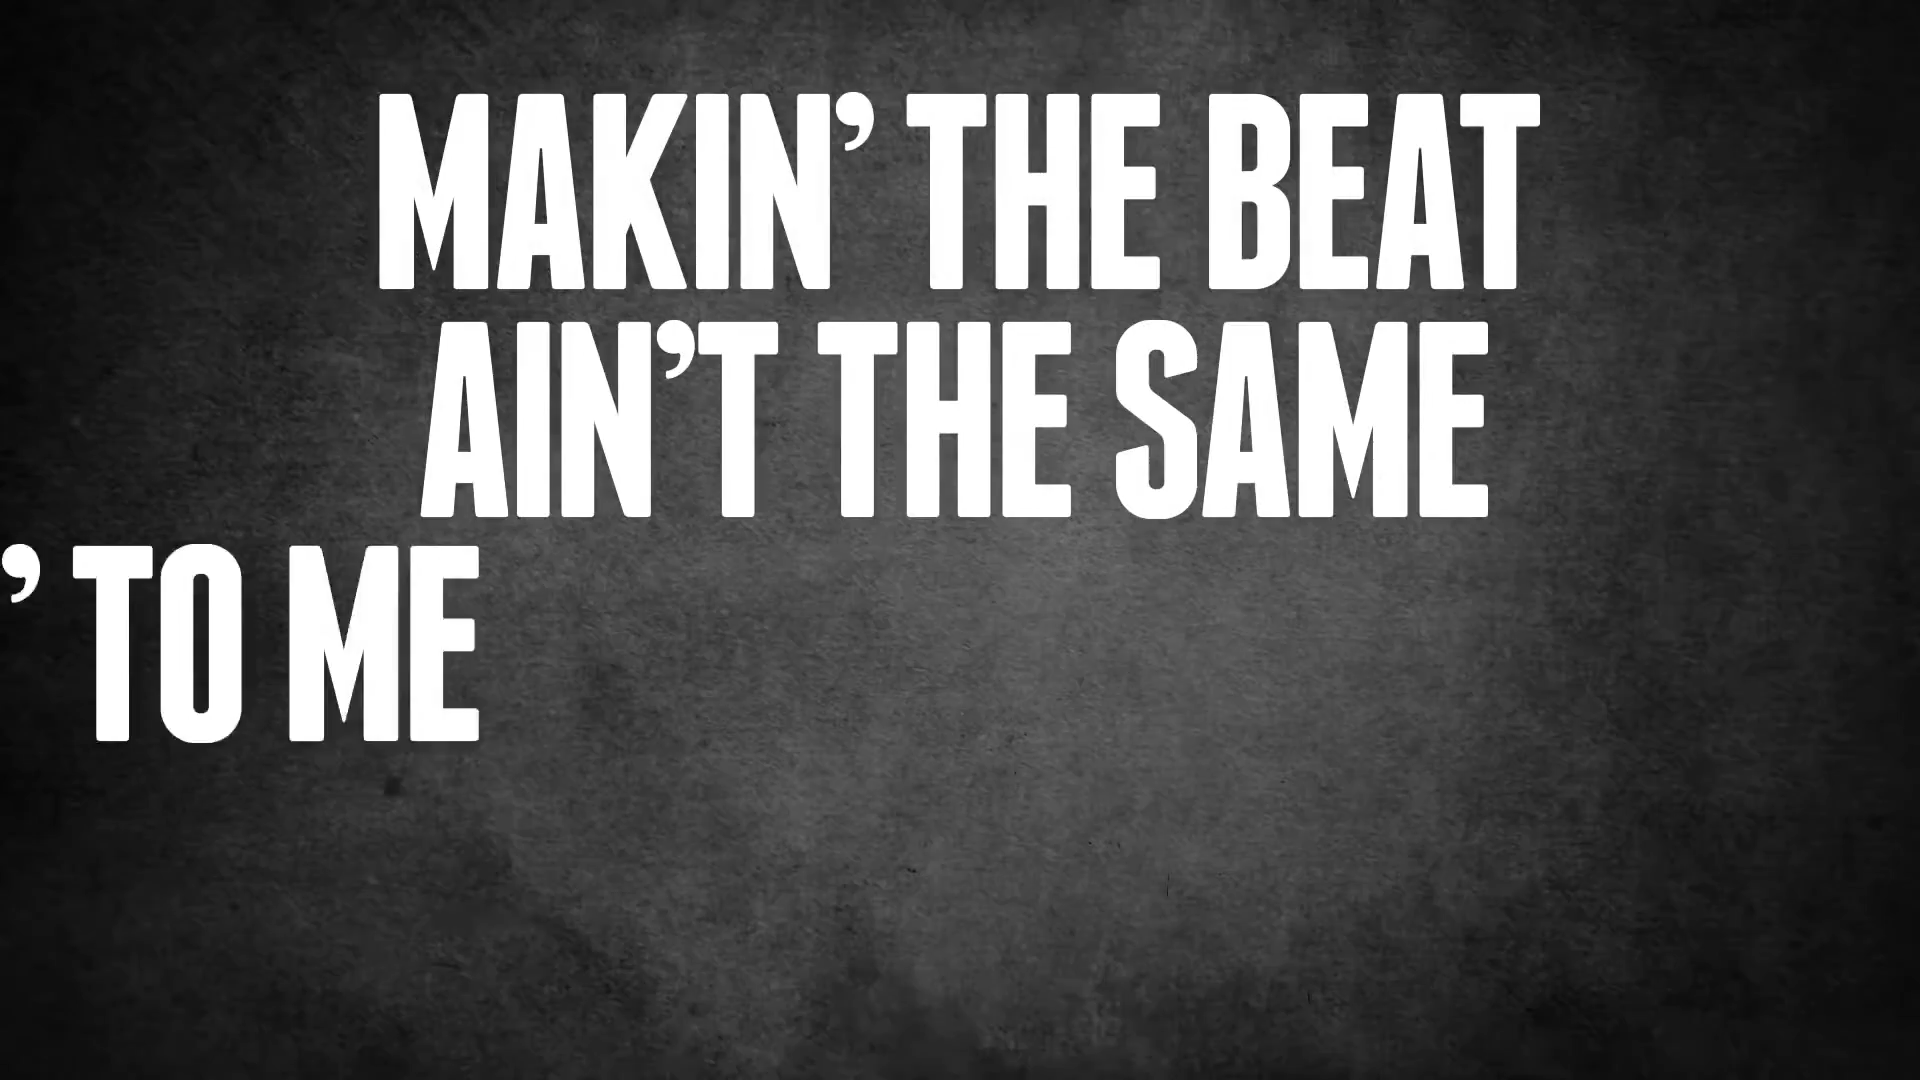 MAKIN’ THE BEAT
AIN’T THE SAME
’ TO ME